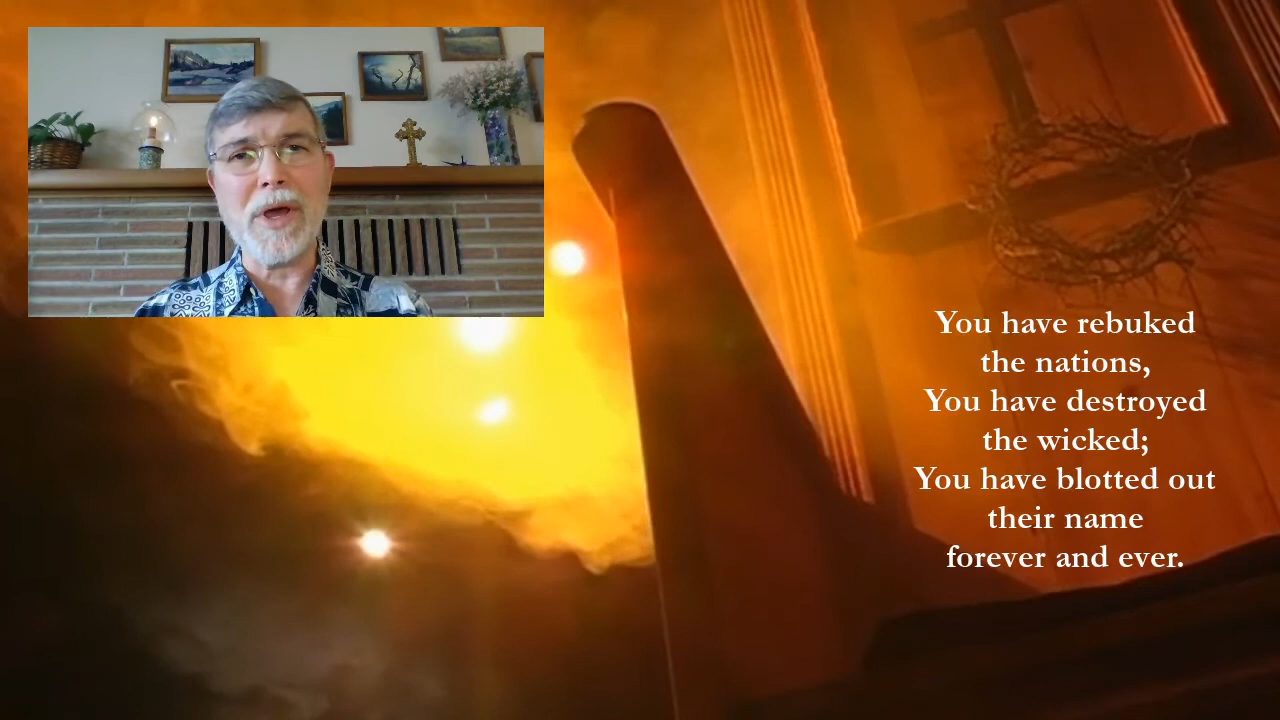 You have rebuked
the nations,
You have destroyed
the wicked;
You have blotted out
their name
forever and ever.